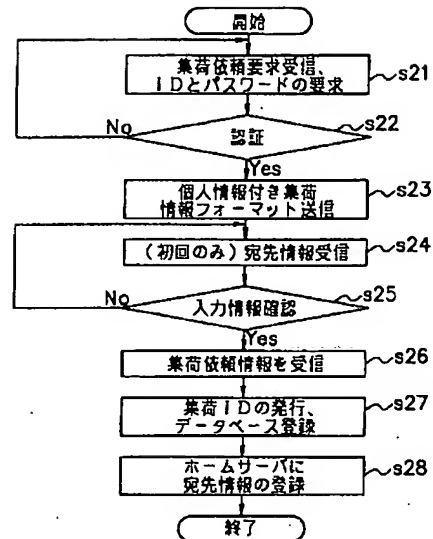 開始
集荷依頼要求受信、
IDとパスワードの要求
s21
No
認証
s22
Yes
個人情報付き集荷
情報フォーマット送信
s23
(初回のみ)宛先情報受信
s24
No
入力情報確認
s25
Yes
集荷依頼情報を受信
s26
集荷IDの発行、
データベース登録
s27
ホームサーバに
宛先情報の登録
s28
終了